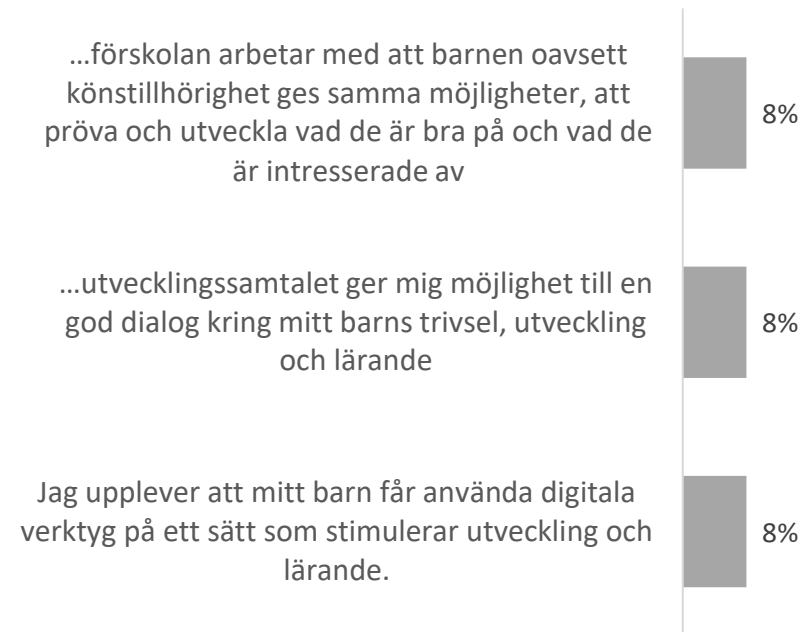 ...förskolan arbetar med att barnen oavsett
könstillhörighet ges samma möjligheter, att
pröva och utveckla vad de är bra på och vad de
är intresserade av
8%
...utvecklingssamtalet ger mig möjlighet till en
god dialog kring mitt barns trivsel, utveckling
och lärande
8%
Jag upplever att mitt barn får använda digitala
verktyg på ett sätt som stimulerar utveckling och
lärande.
8%